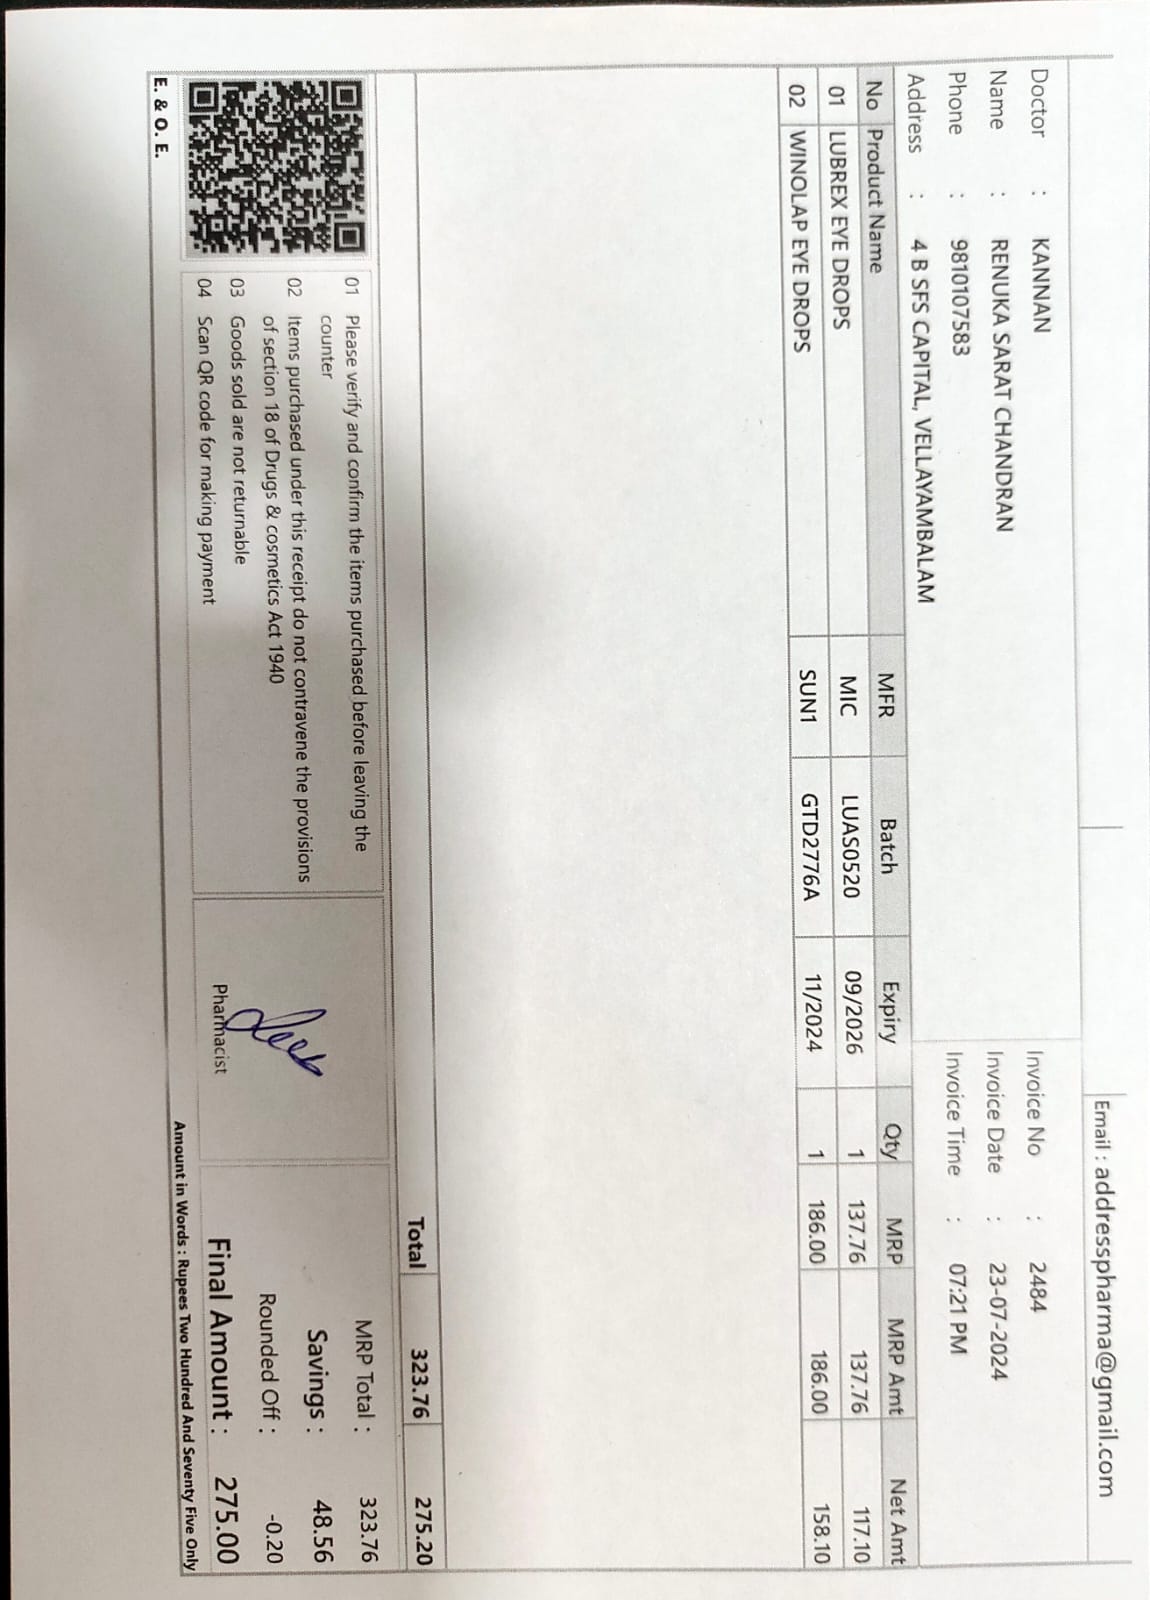 Email : addresspharma@gmail.com
Doctor : KANNAN
Name : RENUKA SARAT CHANDRAN
Phone : 9810107583
Address : 4 B SFS CAPITAL, VELLAYAMBALAM
Invoice No : 2484
Invoice Date : 23-07-2024
Invoice Time : 07:21 PM
No Product Name MFR Batch Expiry Qty MRP MRP Amt Net Amt
01 LUBREX EYE DROPS MIC LUAS0520 09/2026 1 137.76 137.76 117.10
02 WINOLAP EYE DROPS SUN1 GTD2776A 11/2024 1 186.00 186.00 158.10
Total 323.76 275.20
01 Please verify and confirm the items purchased before leaving the
counter
02 Items purchased under this receipt do not contravene the provisions
of section 18 of Drugs & cosmetics Act 1940
03 Goods sold are not returnable
04 Scan QR code for making payment
Pharmacist
MRP Total : 323.76
Savings : 48.56
Rounded Off : -0.20
Final Amount : 275.00
Amount in Words : Rupees Two Hundred And Seventy Five Only
E. & O. E.